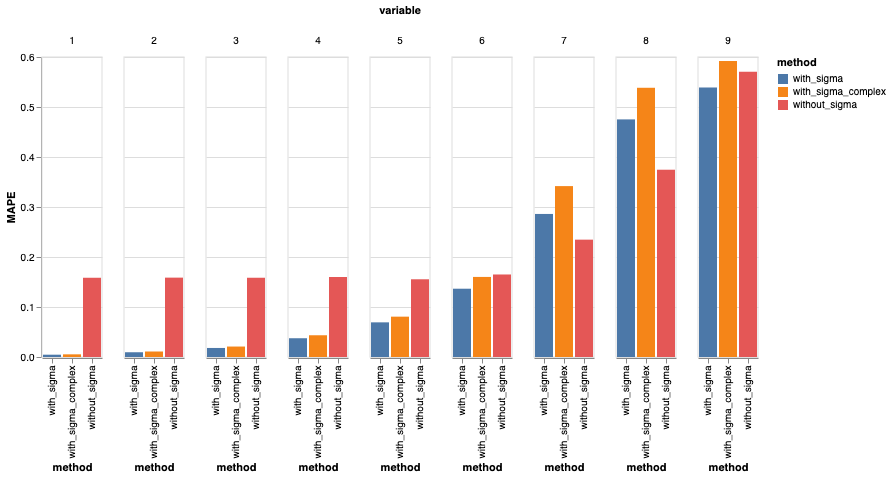 variable
1 2 3 4 5 6 7 8 9
method
with_sigma
with_sigma_complex
without_sigma
MAPE
0.6
0.5
0.4
0.3
0.2
0.1
0.0
with_sigma
with_sigma_complex
without_sigma
with_sigma
with_sigma_complex
without_sigma
with_sigma
with_sigma_complex
without_sigma
with_sigma
with_sigma_complex
without_sigma
with_sigma
with_sigma_complex
without_sigma
with_sigma
with_sigma_complex
without_sigma
with_sigma
with_sigma_complex
without_sigma
with_sigma
with_sigma_complex
without_sigma
with_sigma
with_sigma_complex
without_sigma
method method method method method method method method method